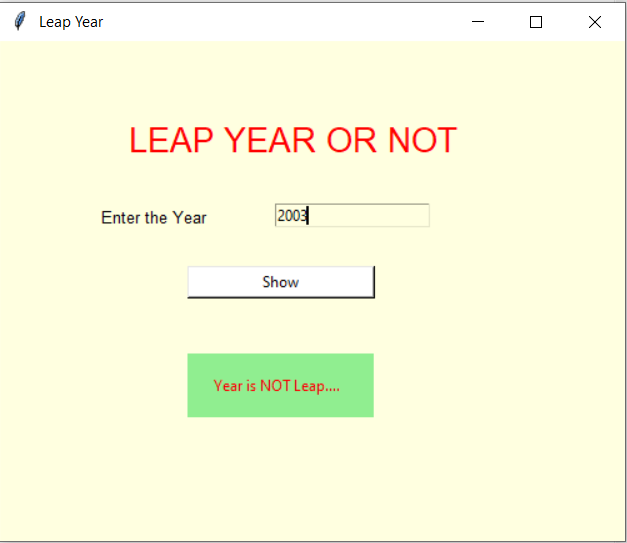 Leap Year
LEAP YEAR OR NOT
Enter the Year 2003
Show
Year is NOT Leap....